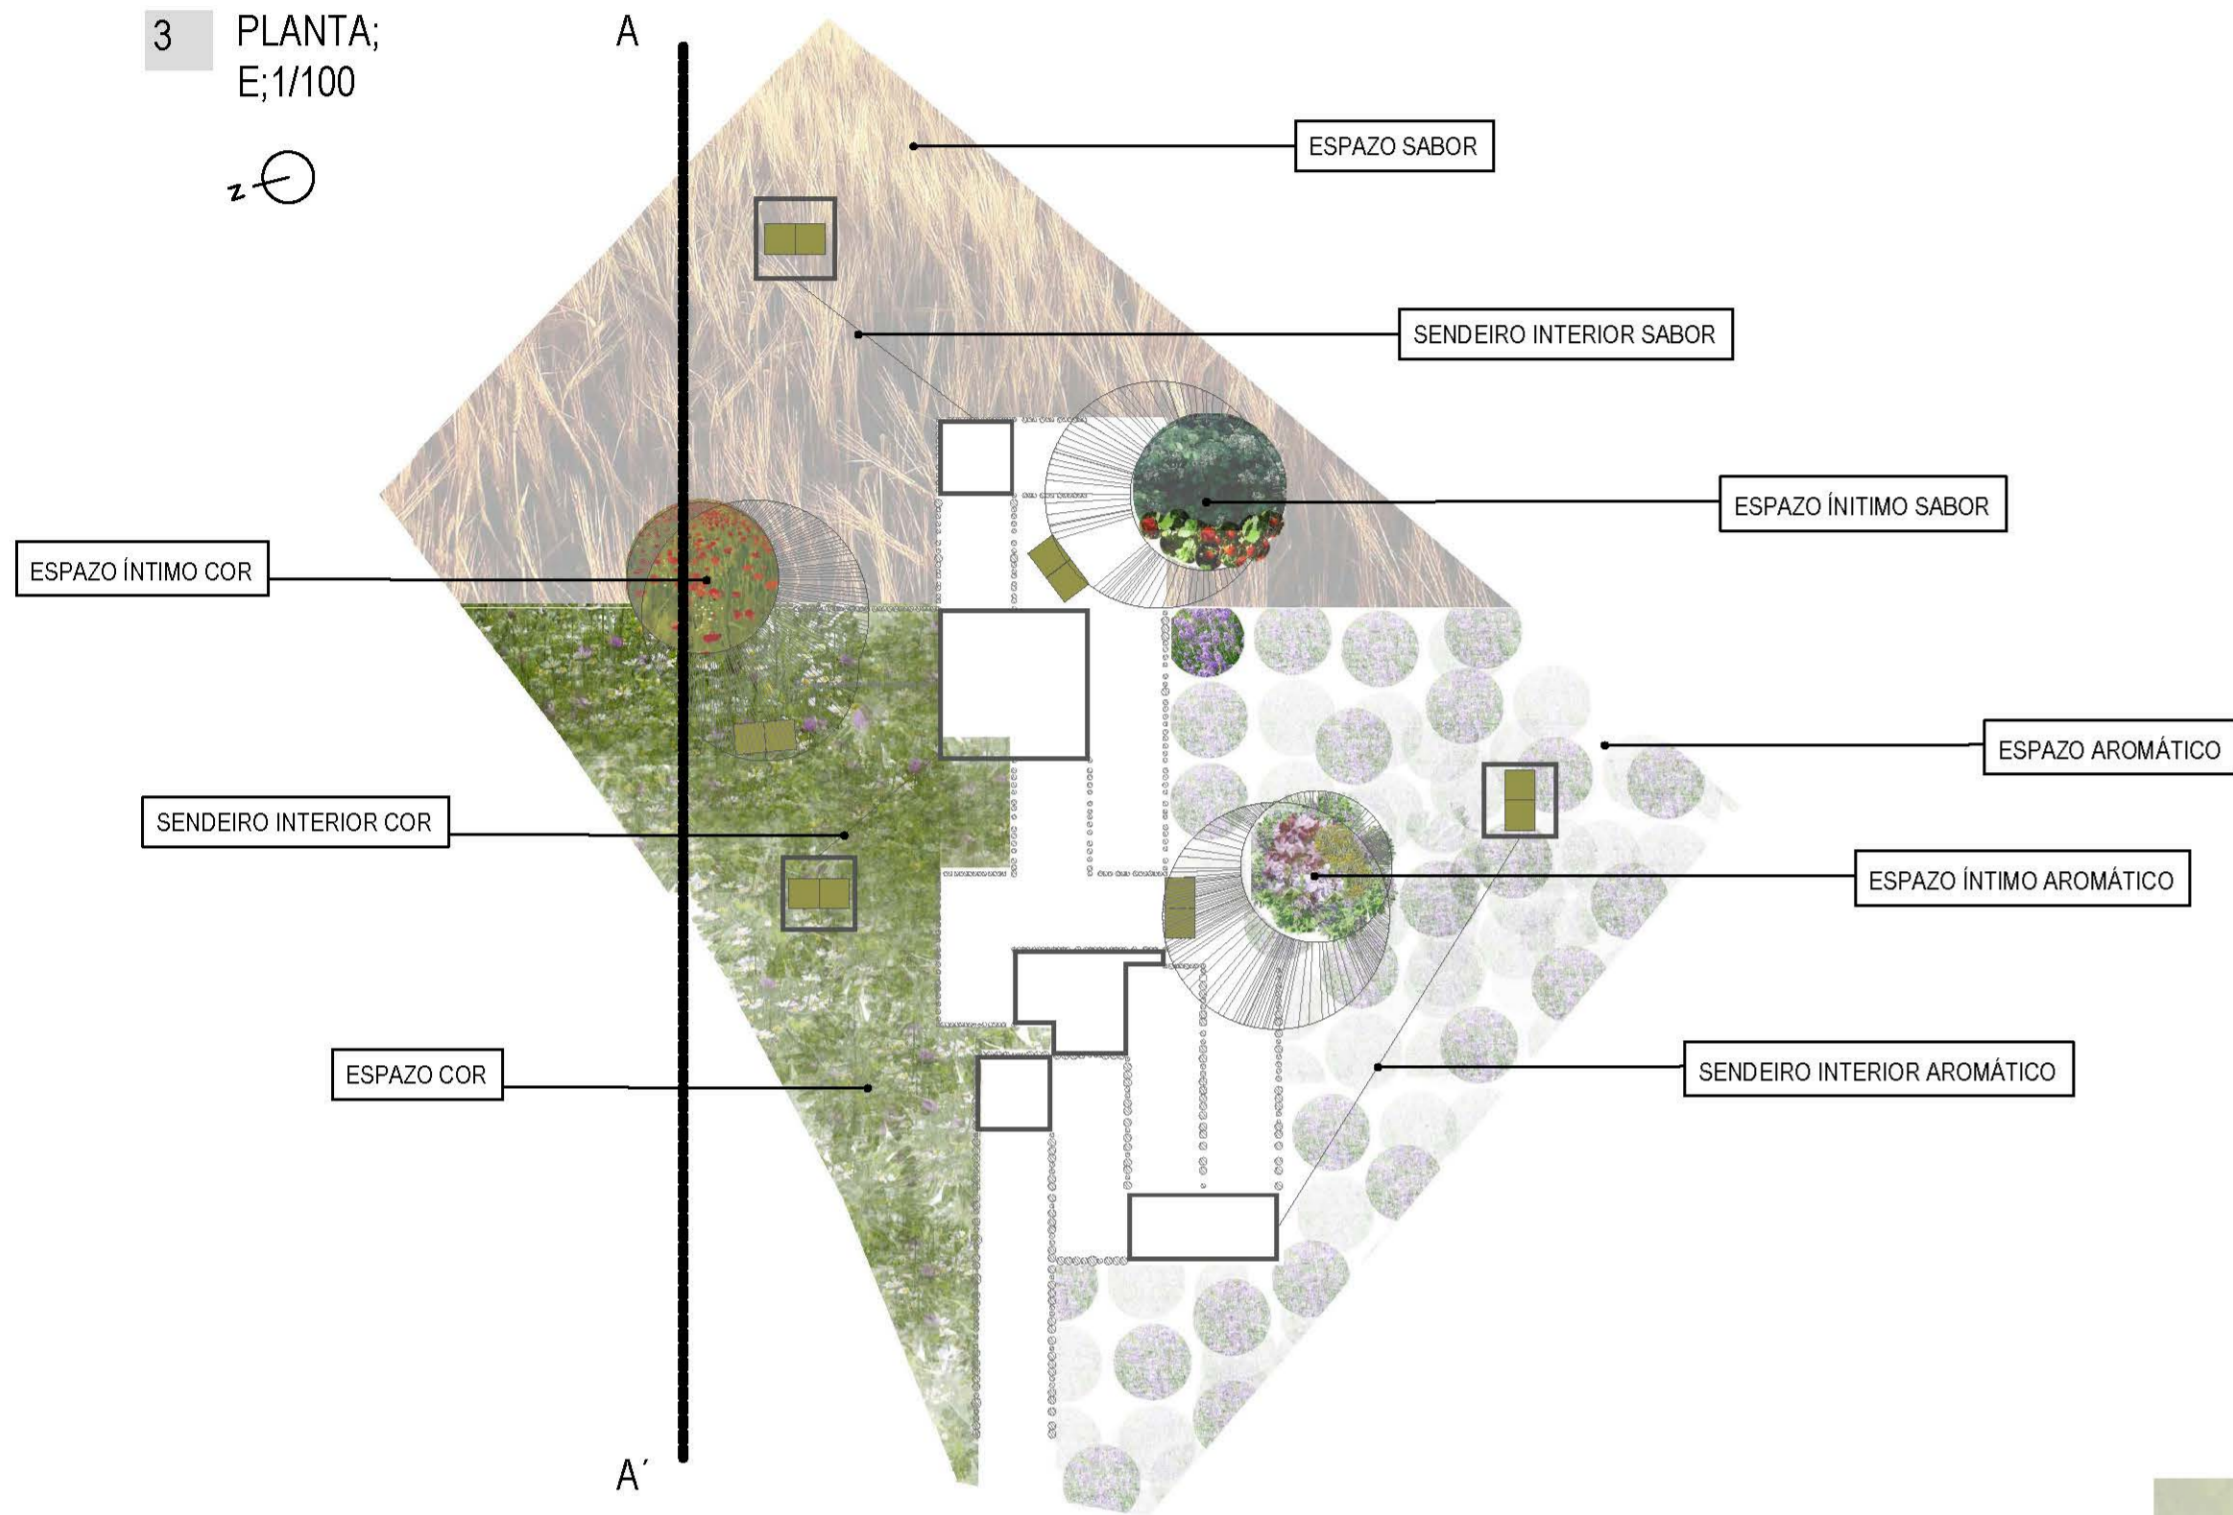 3
PLANTA;
E;1/100
N
A
ESPAZO SABOR
SENDEIRO INTERIOR SABOR
ESPAZO ÍNITIMO SABOR
ESPAZO ÍNTIMO COR
ESPAZO AROMÁTICO
SENDEIRO INTERIOR COR
ESPAZO ÍNTIMO AROMÁTICO
ESPAZO COR
SENDEIRO INTERIOR AROMÁTICO
A´